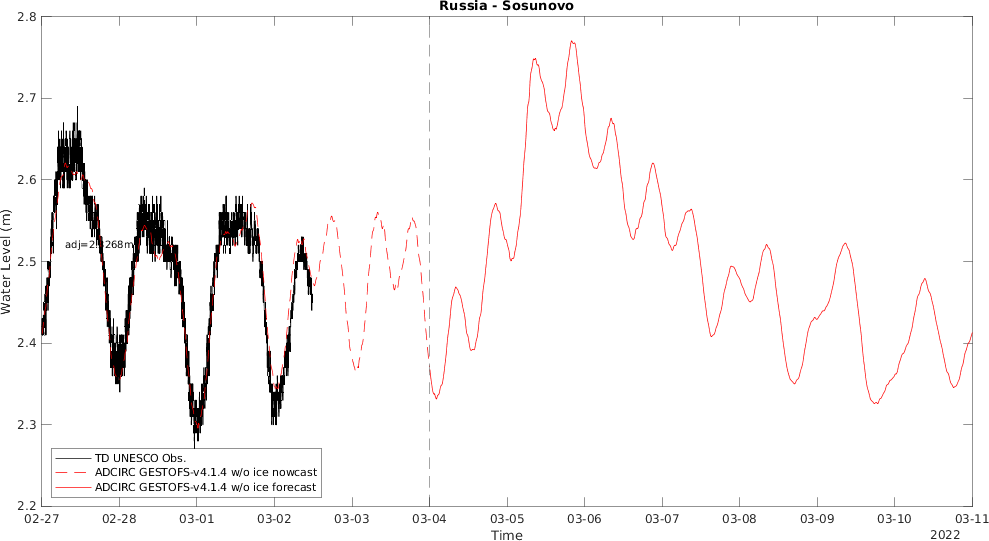 Russia - Sosunovo
2.8
2.7
2.6
2.5
2.4
2.3
2.2
Water Level (m)
TD UNESCO Obs.
ADCIRC GESTOFS-v4.1.4 w/o ice nowcast
ADCIRC GESTOFS-v4.1.4 w/o ice forecast
02-27 02-28 03-01 03-02 03-03 03-04 03-05 03-06 03-07 03-08 03-09 03-10 03-11
Time
2022